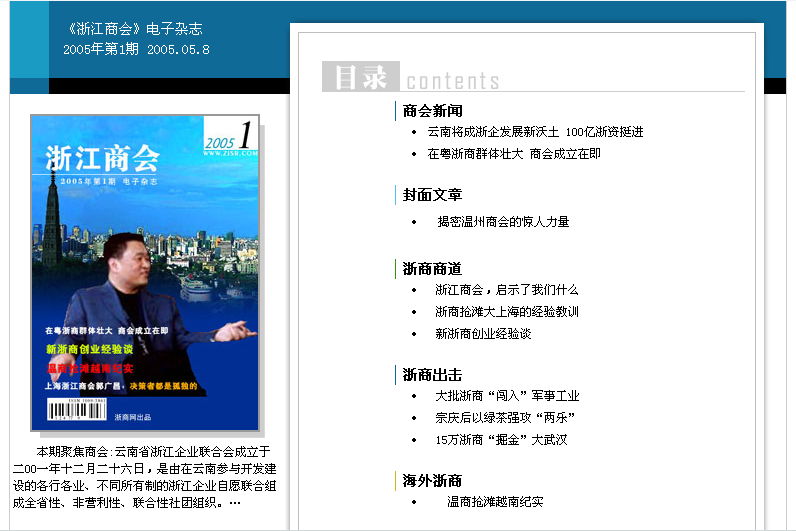 《浙江商会》电子杂志
2005年第1期 2005.05.8
2005 1
WWW.ZJSR.COM
浙江商会
2005年第1期 电子杂志
在粤浙商群体壮大 商会成立在即
新浙商创业经验谈
温商抢滩越南纪实
上海浙江商会郭广昌：决策者都是孤独的
浙商网出品
本期聚焦商会:云南省浙江企业联合会成立于
二00一年十二月二十六日，是由在云南参与开发建
设的各行各业、不同所有制的浙江企业自愿联合组
成全省性、非营利性、联合性社团组织。…
目录 contents
商会新闻
• 云南将成浙企发展新沃土 100亿浙资挺进
• 在粤浙商群体壮大 商会成立在即
封面文章
• 揭密温州商会的惊人力量
浙商商道
• 浙江商会，启示了我们什么
• 浙商抢滩大上海的经验教训
• 新浙商创业经验谈
浙商出击
• 大批浙商“闯入”军事工业
• 宗庆后以绿茶强攻“两乐”
• 15万浙商“掘金”大武汉
海外浙商
• 温商抢滩越南纪实